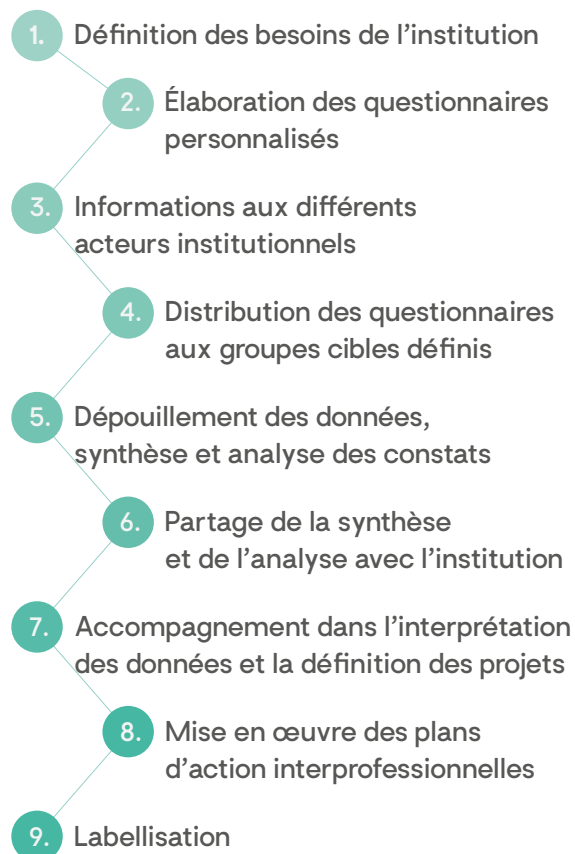 1. Définition des besoins de l’institution
2. Élaboration des questionnaires
personnalisés
3. Informations aux différents
acteurs institutionnels
4. Distribution des questionnaires
aux groupes cibles définis
5. Dépouillement des données,
synthèse et analyse des constats
6. Partage de la synthèse
et de l’analyse avec l’institution
7. Accompagnement dans l’interprétation
des données et la définition des projets
8. Mise en œuvre des plans
d’action interprofessionnelles
9. Labellisation